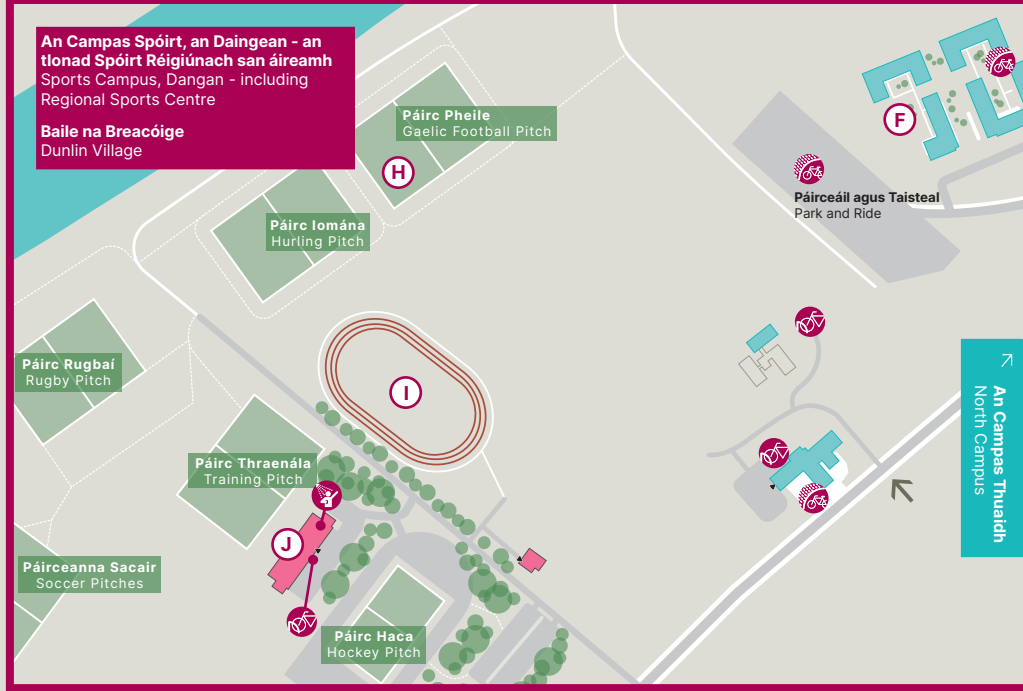 An Campas Spóirt, an Daingean - an
tIonad Spóirt Réigiúnach san áireamh
Sports Campus, Dangan - including
Regional Sports Centre
Baile na Breacóige
Dunlin Village
Páirc Pheile
Gaelic Football Pitch
H
F
Páirceáil agus Taisteal
Park and Ride
Páirc Iomána
Hurling Pitch
Páirc Rugbaí
Rugby Pitch
I
An Campas Thuaidh
North Campus
Páirc Thraenála
Training Pitch
J
Páirceanna Sacair
Soccer Pitches
Páirc Haca
Hockey Pitch